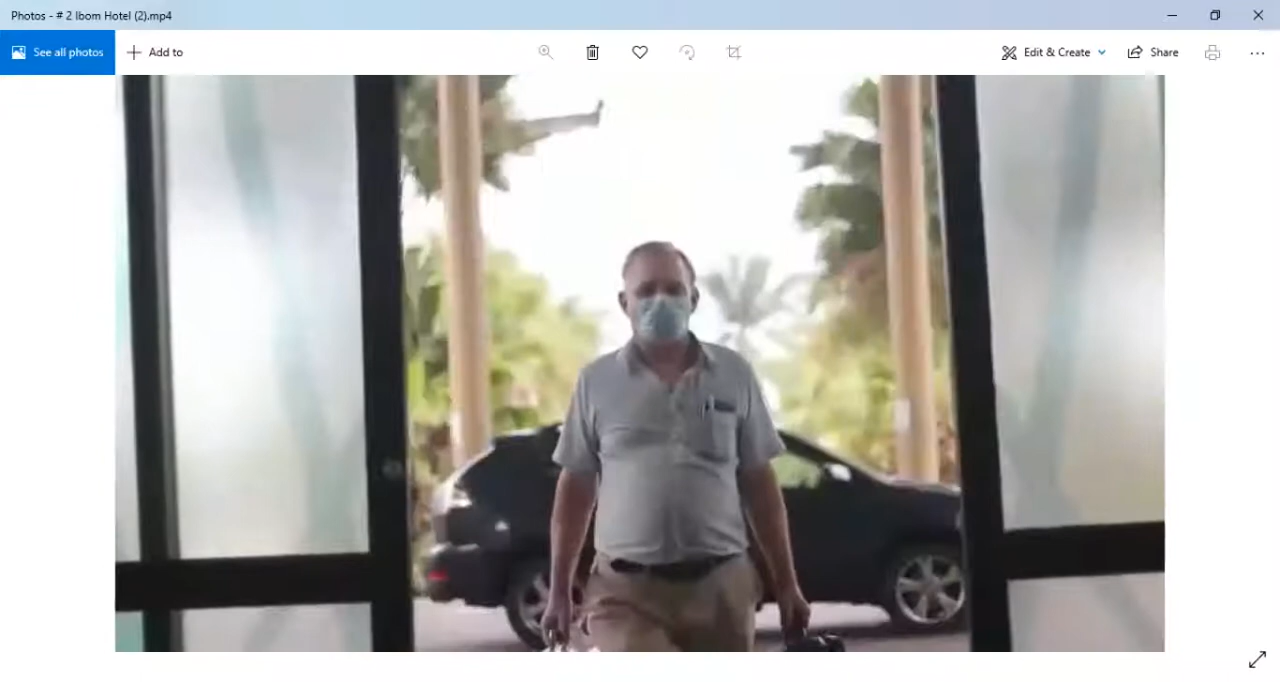 Photos - # 2 Ibom Hotel (2).mp4
See all photos
Add to
Edit & Create
Share